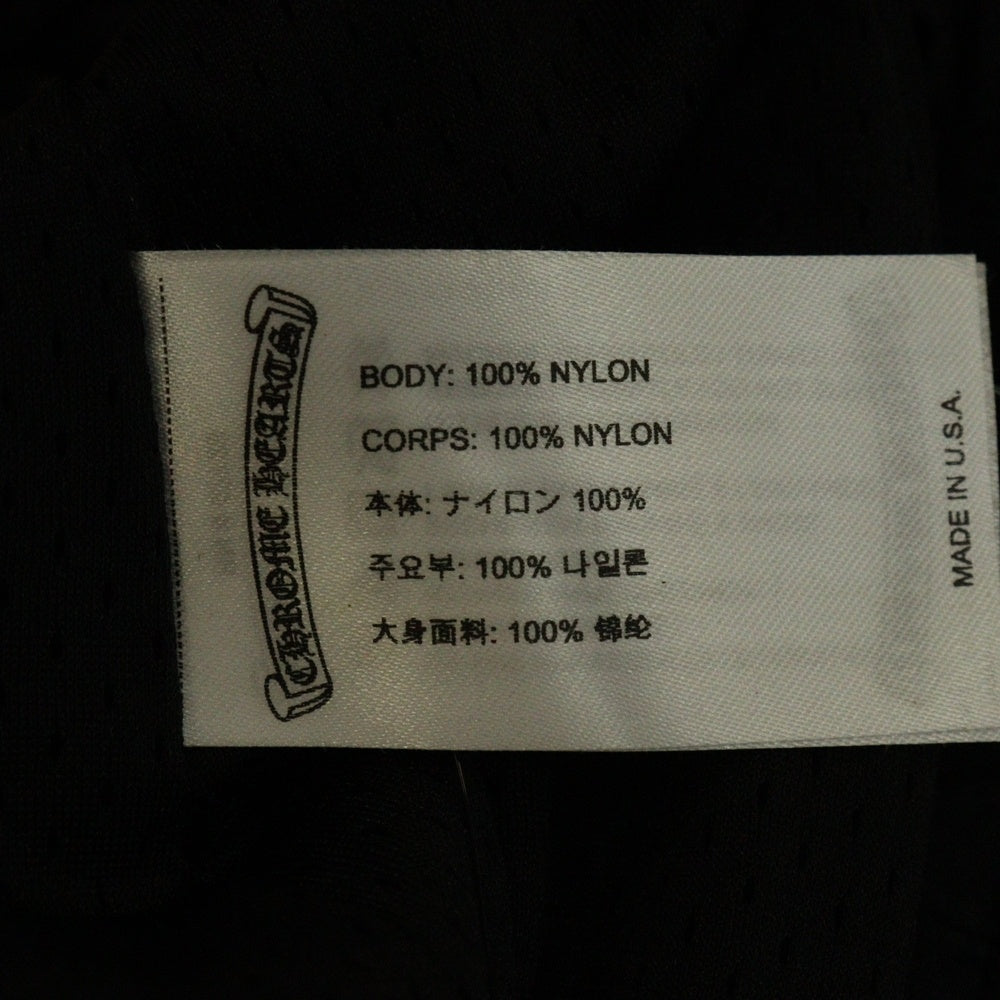 CHROME HEARTS
BODY: 100% NYLON
CORPS: 100% NYLON
本体: ナイロン 100%
주요부: 100% 나일론
大身面料: 100% 锦纶
MADE IN U.S.A.